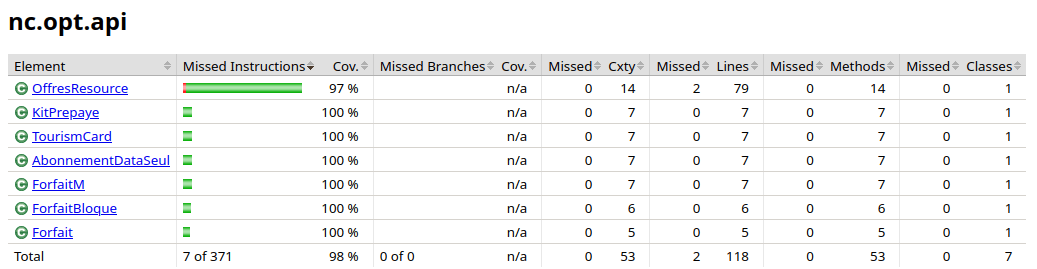 nc.opt.api
Element Missed Instructions Cov. Missed Branches Cov. Missed Cxty Missed Lines Missed Methods Missed Classes
C OffresResource 97 % n/a 0 14 2 79 0 14 0 1
C KitPrepaye 100 % n/a 0 7 0 7 0 7 0 1
C TourismCard 100 % n/a 0 7 0 7 0 7 0 1
C AbonnementDataSeul 100 % n/a 0 7 0 7 0 7 0 1
C ForfaitM 100 % n/a 0 7 0 7 0 7 0 1
C ForfaitBloque 100 % n/a 0 6 0 6 0 6 0 1
C Forfait 100 % n/a 0 5 0 5 0 5 0 1
Total 7 of 371 98 % 0 of 0 n/a 0 53 2 118 0 53 0 7